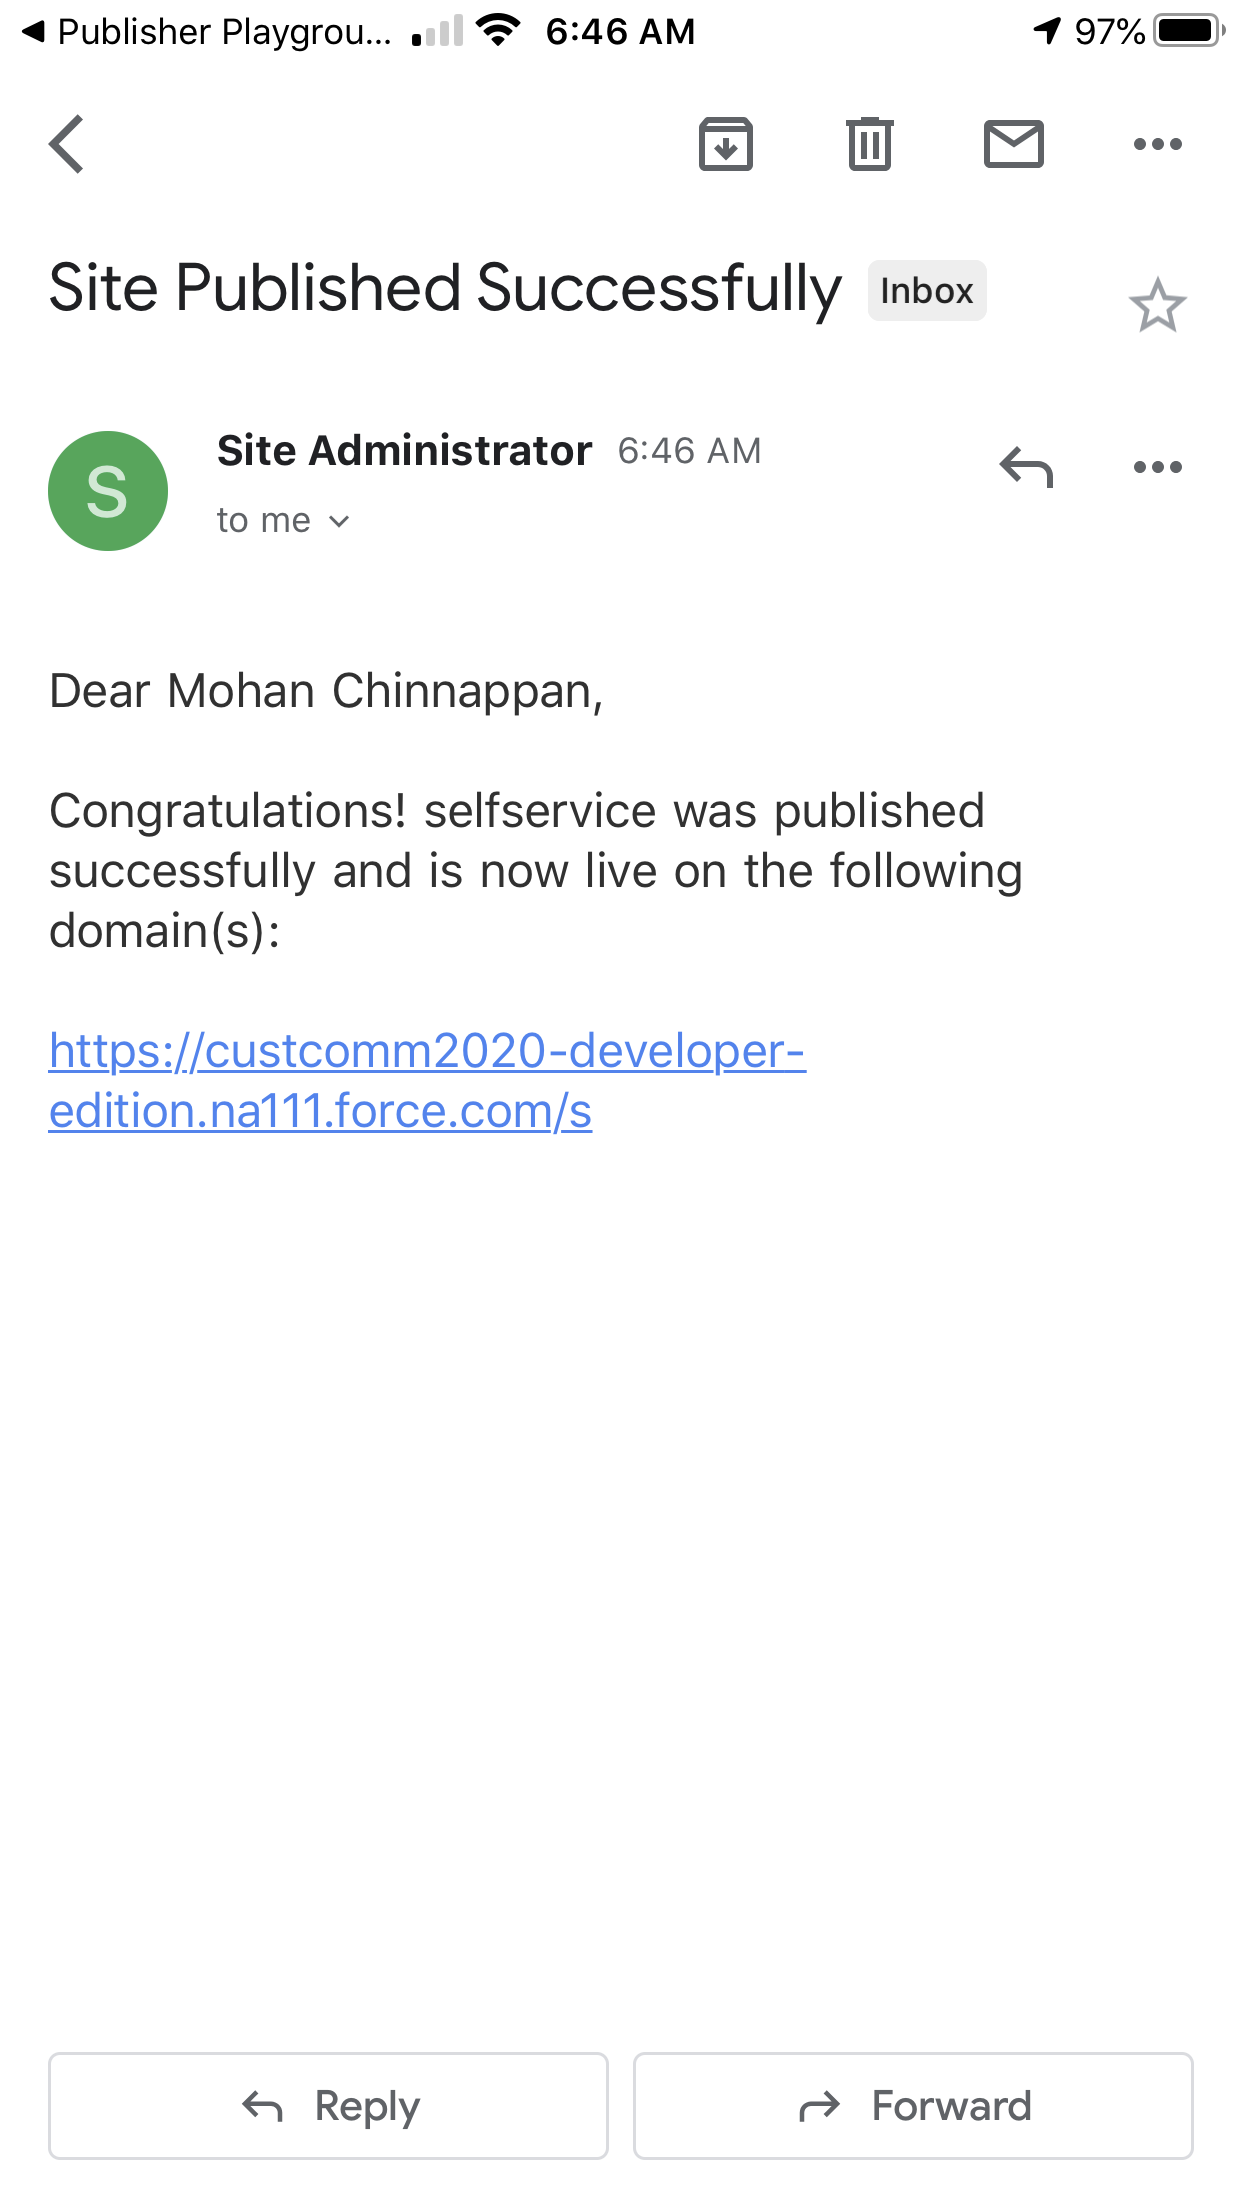 Publisher Playgrou... 6:46 AM 97%
Site Published Successfully Inbox
S
Site Administrator 6:46 AM
to me
Dear Mohan Chinnappan,
Congratulations! selfservice was published
successfully and is now live on the following
domain(s):
https://custcomm2020-developer-
edition.na111.force.com/s
Reply Forward